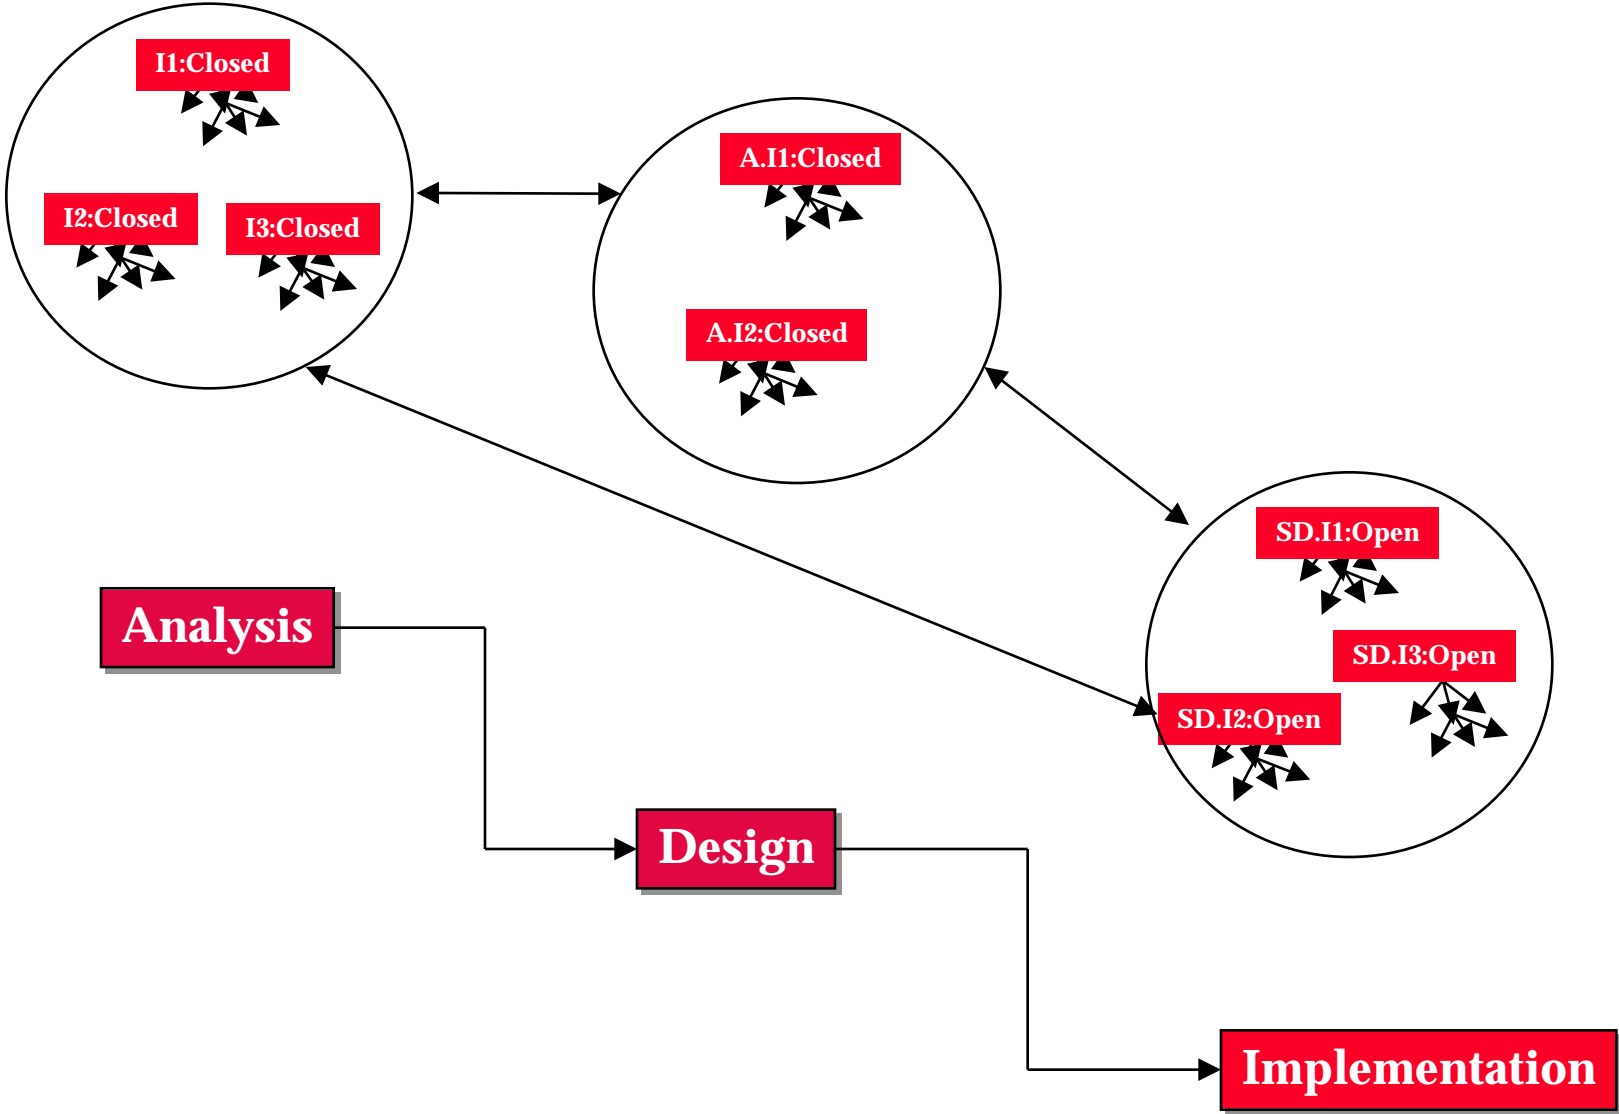 I1:Closed
I2:Closed
I3:Closed
A.I1:Closed
A.I2:Closed
SD.I1:Open
SD.I3:Open
SD.I2:Open
Analysis
Design
Implementation